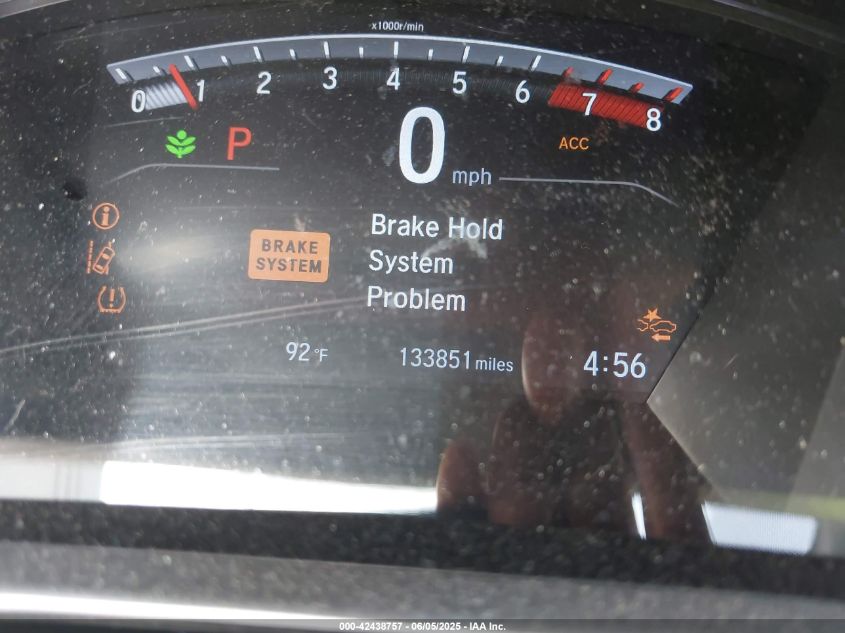 x1000r/min
0 1 2 3 4 5 6 7 8
P 0 mph ACC
BRAKE SYSTEM
Brake Hold
System
Problem
92 °F 133851 miles 4:56
000-42438757 - 06/05/2025 - IAA Inc.